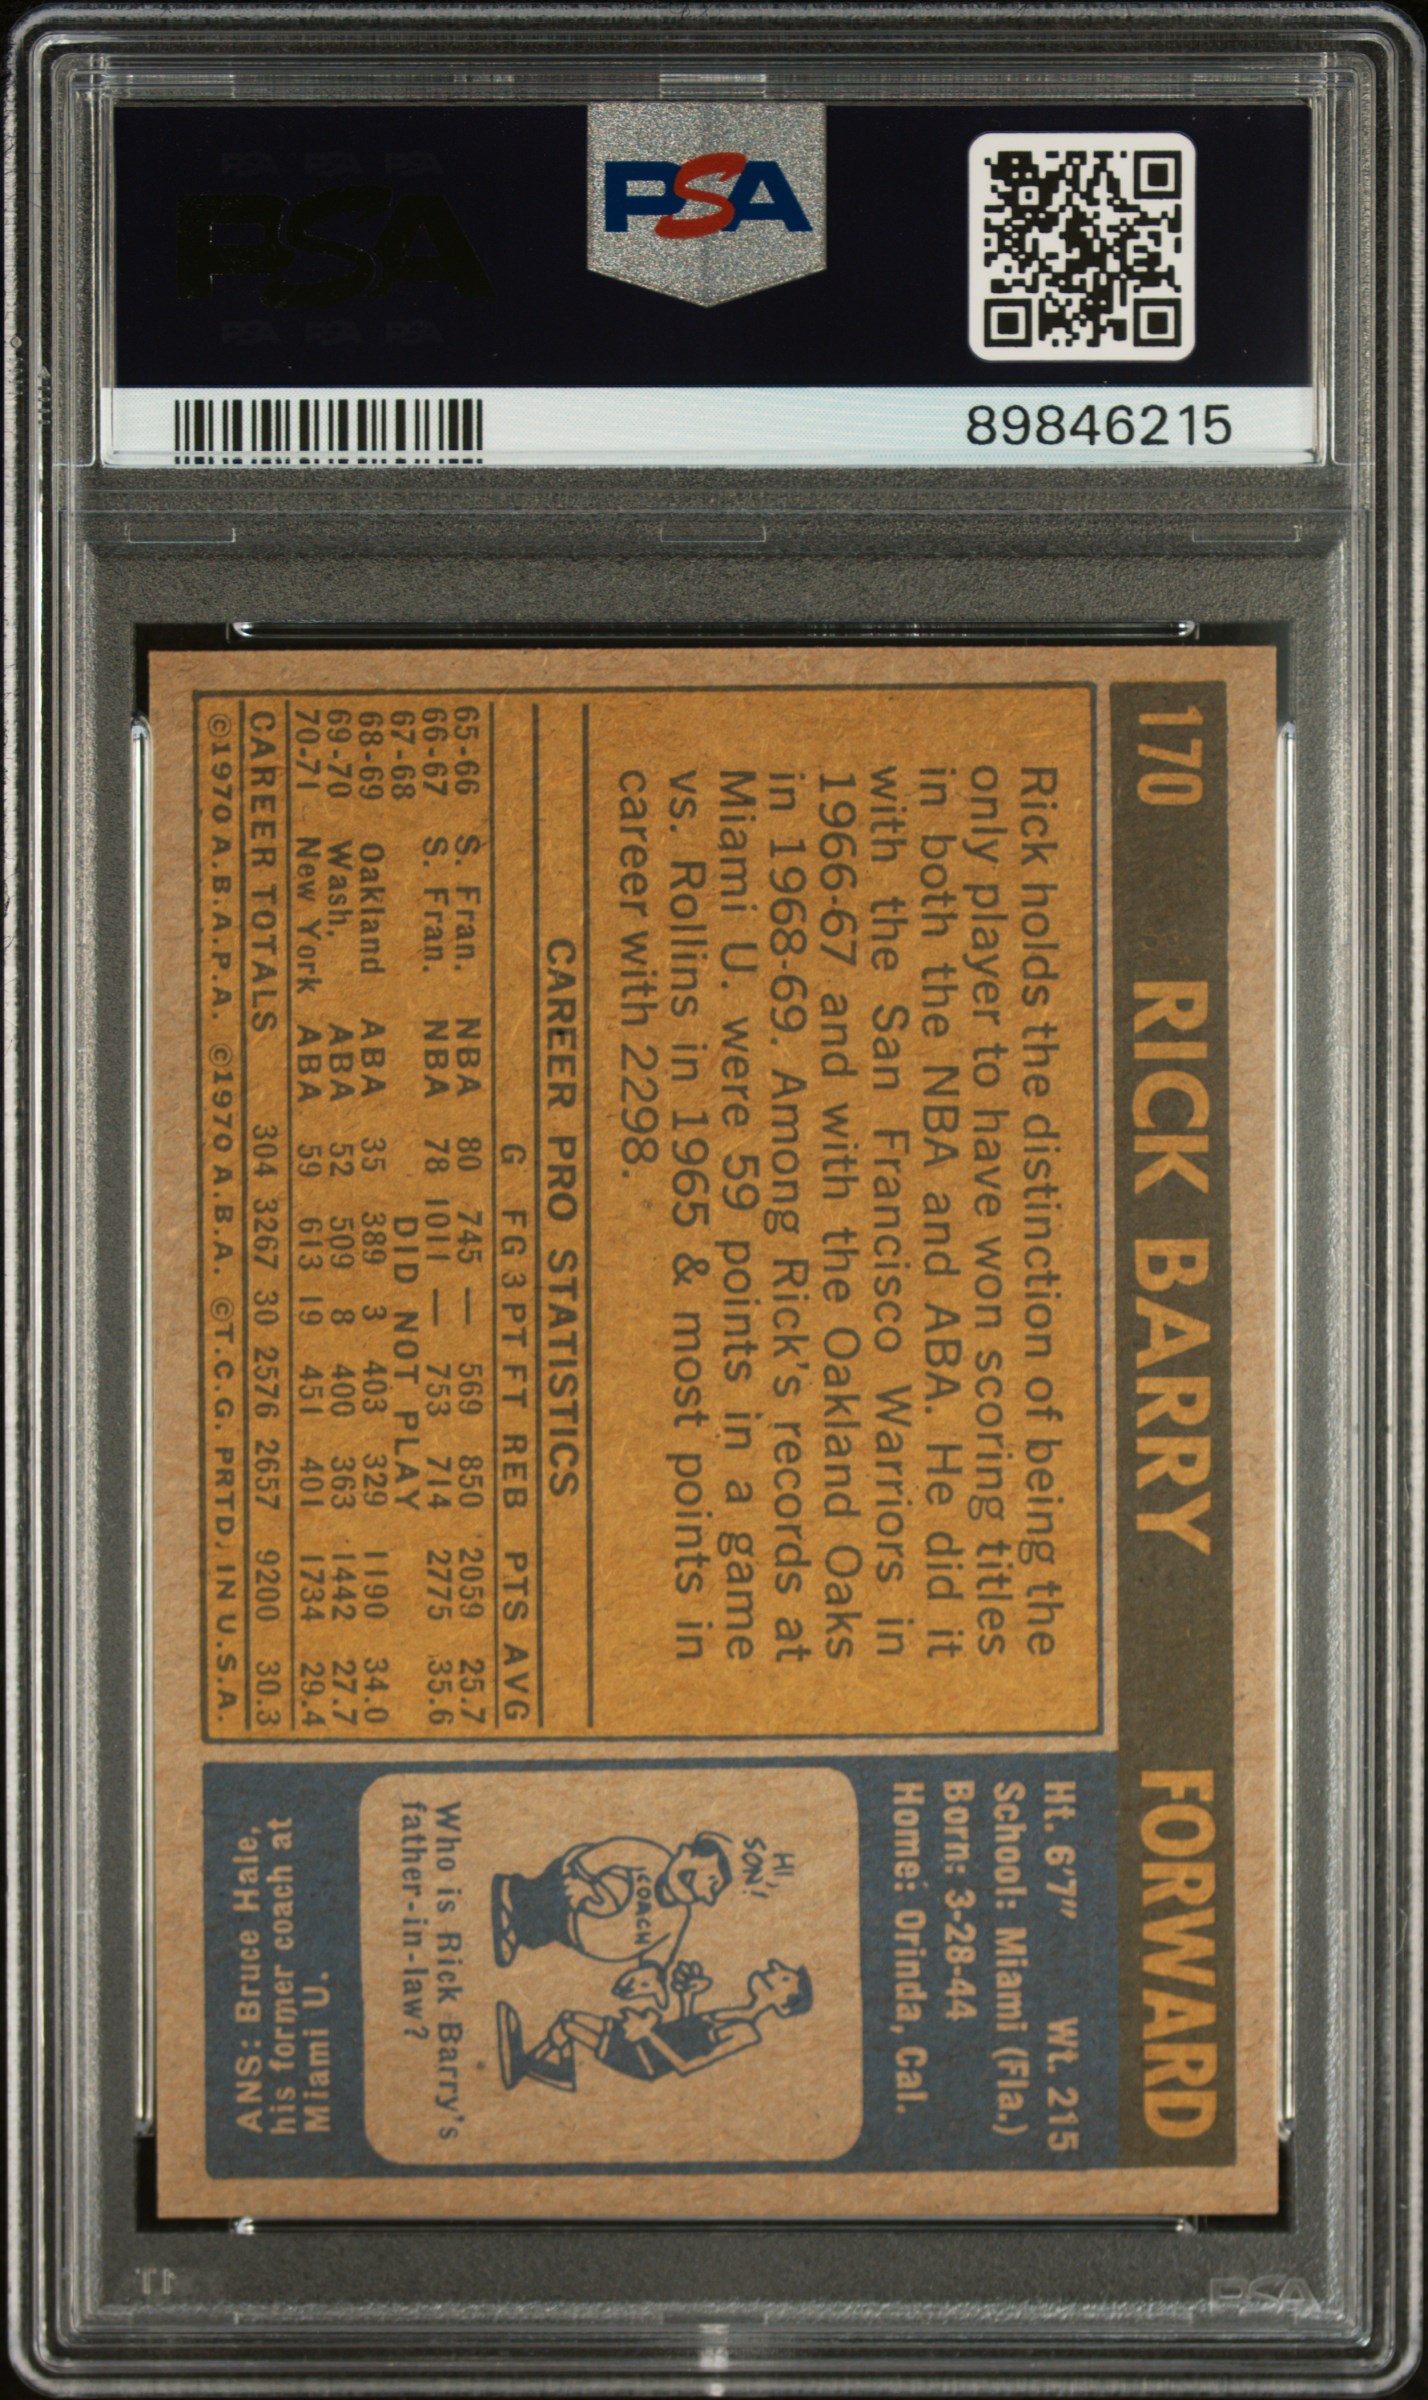 PSA PSA PSA
PSA
PSA PSA PSA
PSA
89846215
170 RICK BARRY FORWARD
Rick holds the distinction of being the
only player to have won scoring titles
in both the NBA and ABA. He did it
with the San Francisco Warriors in
1966-67 and with the Oakland Oaks
in 1968-69. Among Rick's records at
Miami U. were 59 points in a game
vs. Rollins in 1965 & most points in
career with 2298.
CAREER PRO STATISTICS
G FG 3PT FT REB PTS AVG
65-66 S. Fran. NBA 80 745 — 569 850 2059 25.7
66-67 S. Fran. NBA 78 1011 — 753 714 2775 35.6
67-68 DID NOT PLAY
68-69 Oakland ABA 35 389 3 403 329 1190 34.0
69-70 Wash. ABA 52 509 8 400 363 1442 27.7
70-71 New York ABA 59 613 19 451 401 1734 29.4
CAREER TOTALS 304 3267 30 2576 2657 9200 30.3
©1970 A.B.A.P.A. ©1970 A.B.A. ©T.C.G. PRTD. IN U.S.A.
Ht. 6'7" Wt. 215
School: Miami (Fla.)
Born: 3-28-44
Home: Orinda, Cal.
HI,
SON!
COACH
Who is Rick Barry's
father-in-law?
ANS: Bruce Hale,
his former coach at
Miami U.
PSA